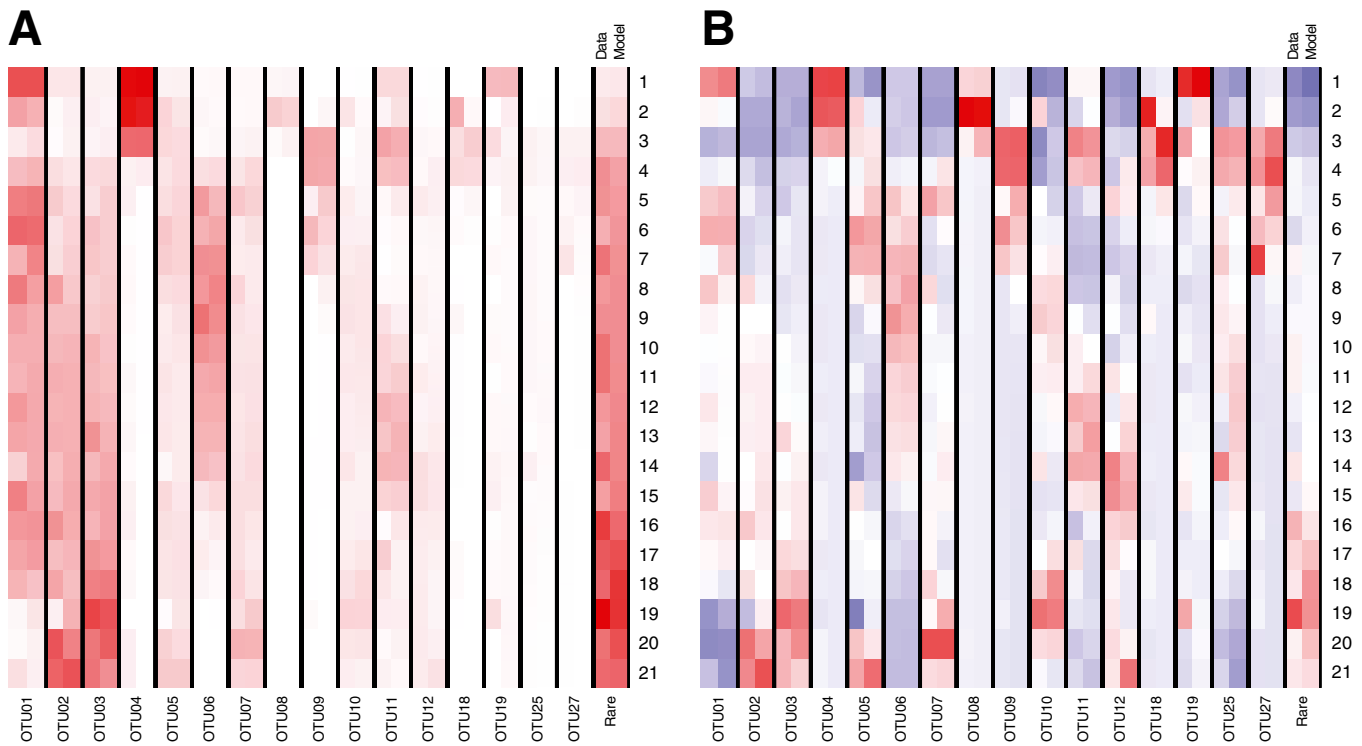 A
B
Data
Model
Data
Model
1
2
3
4
5
6
7
8
9
10
11
12
13
14
15
16
17
18
19
20
21
1
2
3
4
5
6
7
8
9
10
11
12
13
14
15
16
17
18
19
20
21
OTU01
OTU02
OTU03
OTU04
OTU05
OTU06
OTU07
OTU08
OTU09
OTU10
OTU11
OTU12
OTU18
OTU19
OTU25
OTU27
Rare
OTU01
OTU02
OTU03
OTU04
OTU05
OTU06
OTU07
OTU08
OTU09
OTU10
OTU11
OTU12
OTU18
OTU19
OTU25
OTU27
Rare